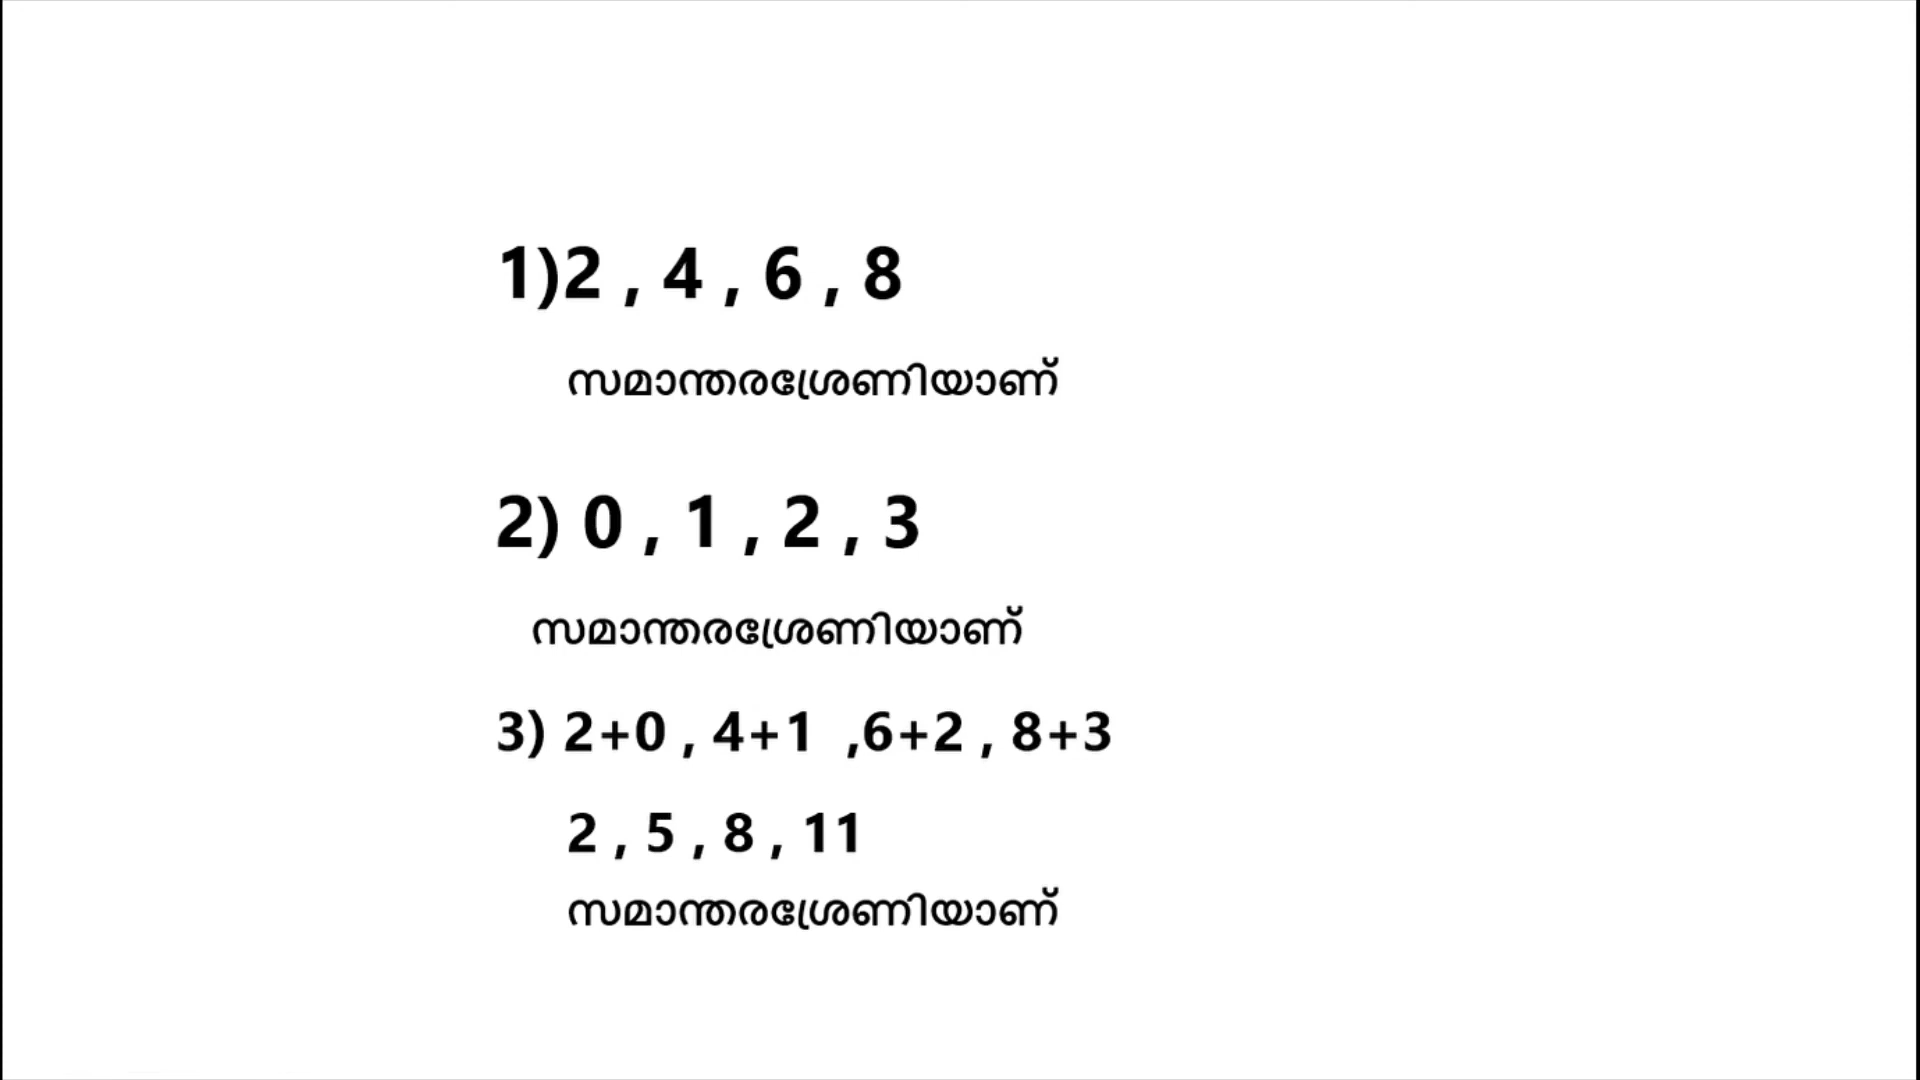 1)2 , 4 , 6 , 8
സമാന്തരശ്രേണിയാണ്
2) 0 , 1 , 2 , 3
സമാന്തരശ്രേണിയാണ്
3) 2+0 , 4+1 ,6+2 , 8+3
2 , 5 , 8 , 11
സമാന്തരശ്രേണിയാണ്